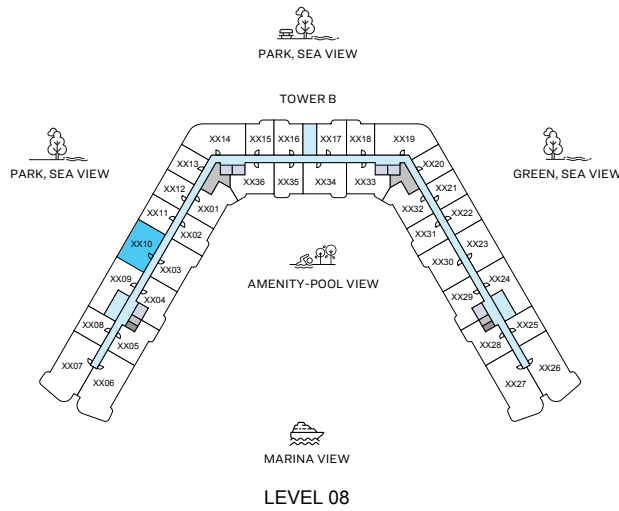 PARK, SEA VIEW
TOWER B
XX14
XX15
XX16
XX17
XX18
XX19
XX13
XX20
PARK, SEA VIEW
GREEN, SEA VIEW
XX36
XX35
XX34
XX33
XX12
XX21
XX11
XX01
XX32
XX22
XX02
XX31
XX10
XX23
XX03
XX30
XX09
XX24
AMENITY-POOL VIEW
XX04
XX29
XX08
XX25
XX05
XX28
XX07
XX26
XX06
XX27
MARINA VIEW
LEVEL 08